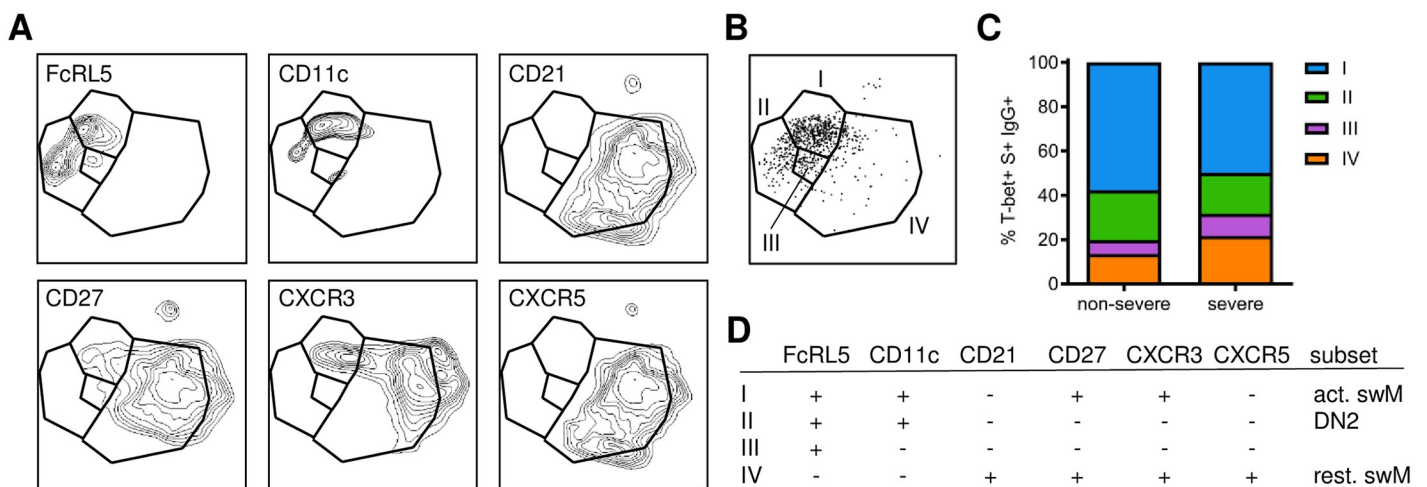 A
FcRL5
CD11c
CD21
CD27
CXCR3
CXCR5
B
I
II
III
IV
C
% T-bet+ S+ IgG+
100
80
60
40
20
0
non-severe
severe
I
II
III
IV
D
FcRL5 CD11c CD21 CD27 CXCR3 CXCR5 subset
I + + - + + - act. swM
II + + - - - - DN2
III + - - - - -
IV - - + + + + rest. swM